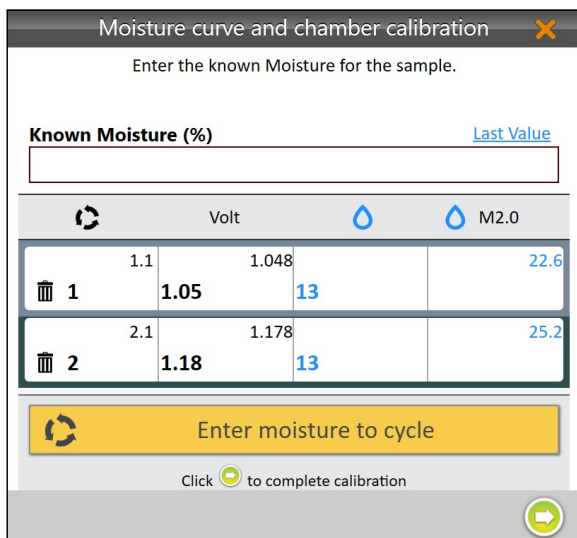 Moisture curve and chamber calibration
Enter the known Moisture for the sample.
Known Moisture (%) Last Value
Volt M2.0
1.1 1.048 22.6
1 1.05 13
2.1 1.178 25.2
2 1.18 13
Enter moisture to cycle
Click to complete calibration